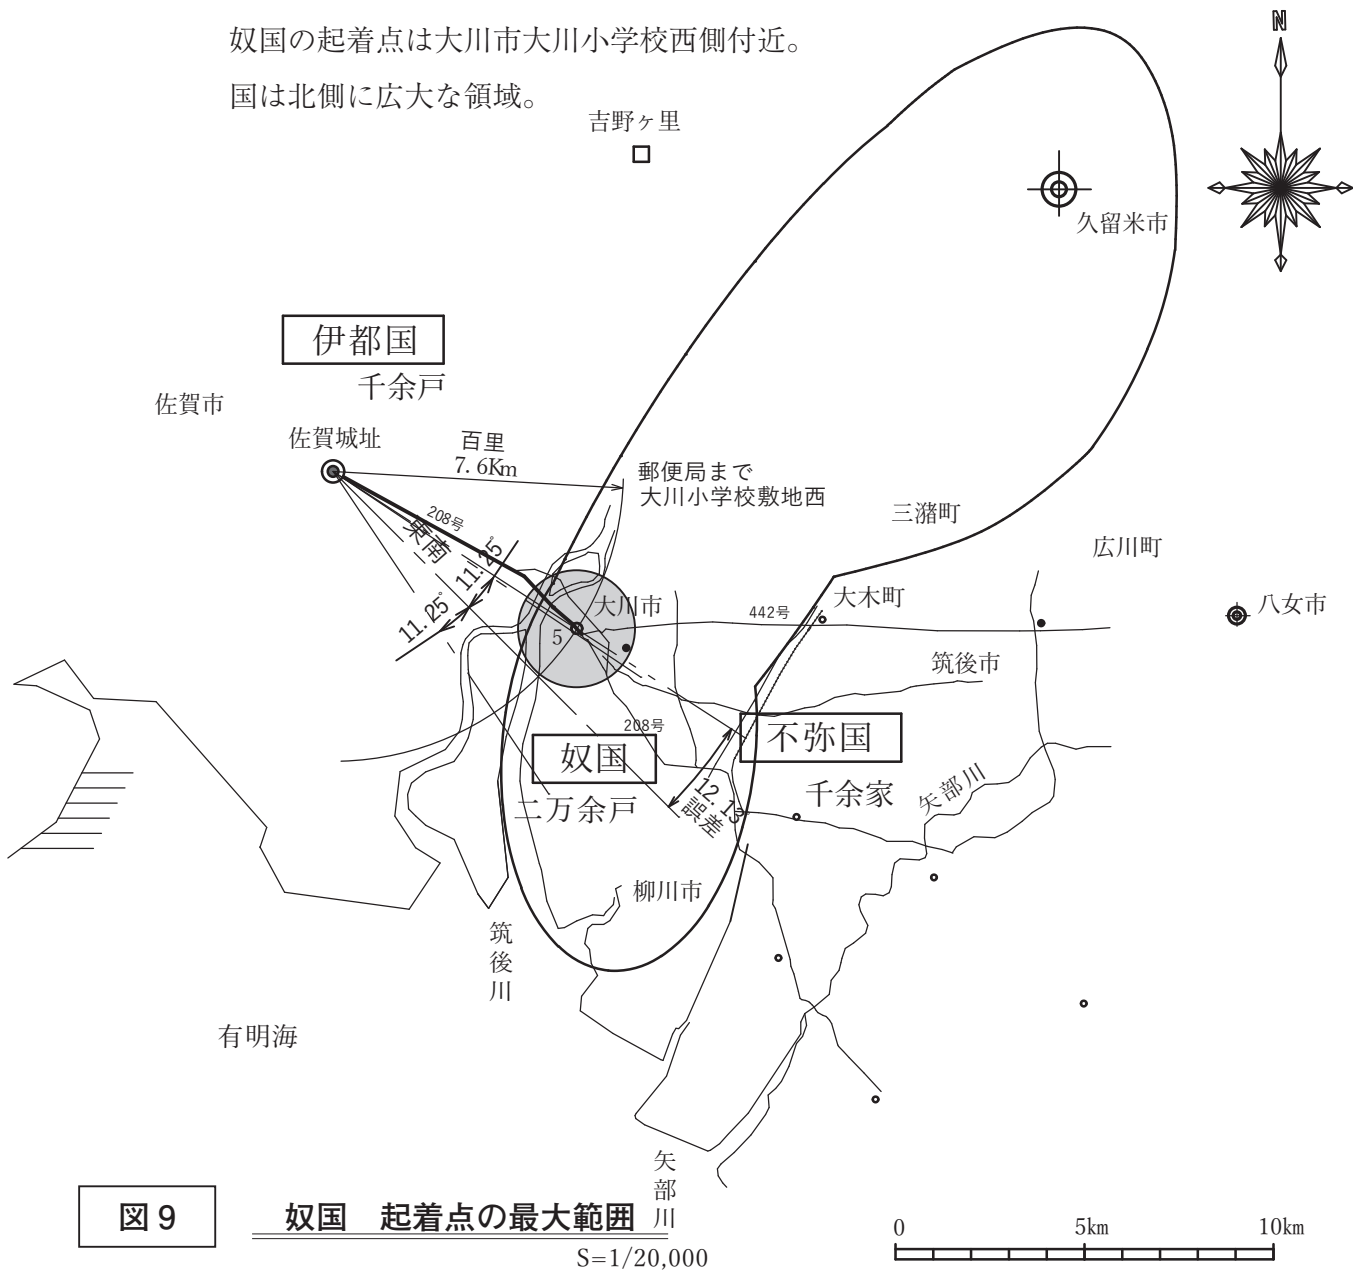 奴国の起着点は大川市大川小学校西側付近。
国は北側に広大な領域。
N
吉野ヶ里
久留米市
伊都国
千余戸
佐賀市
佐賀城址
百里
7.6Km
郵便局まで
大川小学校敷地西
208号
東南
11.25°
11.25°
三潴町
広川町
大川市
5
442号
大木町
八女市
筑後市
208号
奴国
二万余戸
不弥国
千余家
12.13
誤差
矢部川
柳川市
筑後川
有明海
矢部川
図9
奴国 起着点の最大範囲
S=1/20,000
0 5km 10km